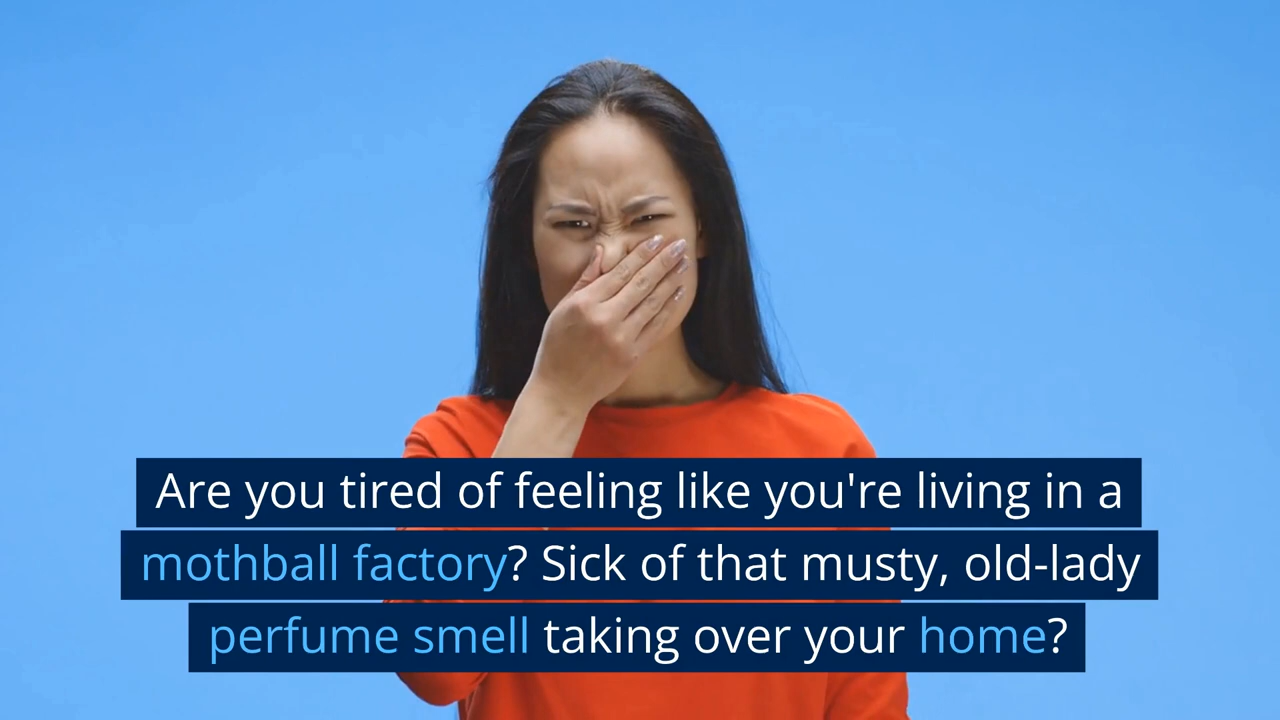 Are you tired of feeling like you're living in a
mothball factory? Sick of that musty, old-lady
perfume smell taking over your home?